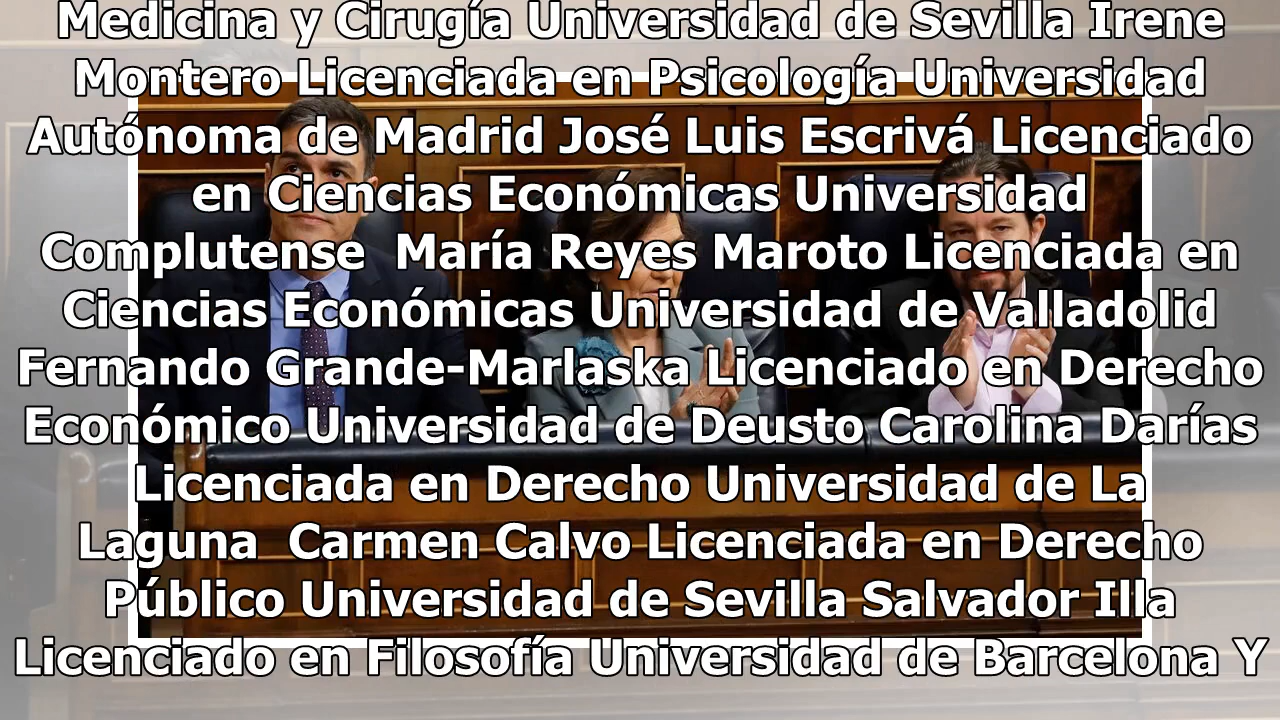 Medicina y Cirugía Universidad de Sevilla Irene
Montero Licenciada en Psicología Universidad
Autónoma de Madrid José Luis Escrivá Licenciado
en Ciencias Económicas Universidad
Complutense  María Reyes Maroto Licenciada en
Ciencias Económicas Universidad de Valladolid
Fernando Grande-Marlaska Licenciado en Derecho
Económico Universidad de Deusto Carolina Darías
Licenciada en Derecho Universidad de La
Laguna  Carmen Calvo Licenciada en Derecho
Público Universidad de Sevilla Salvador Illa
Licenciado en Filosofía Universidad de Barcelona Y